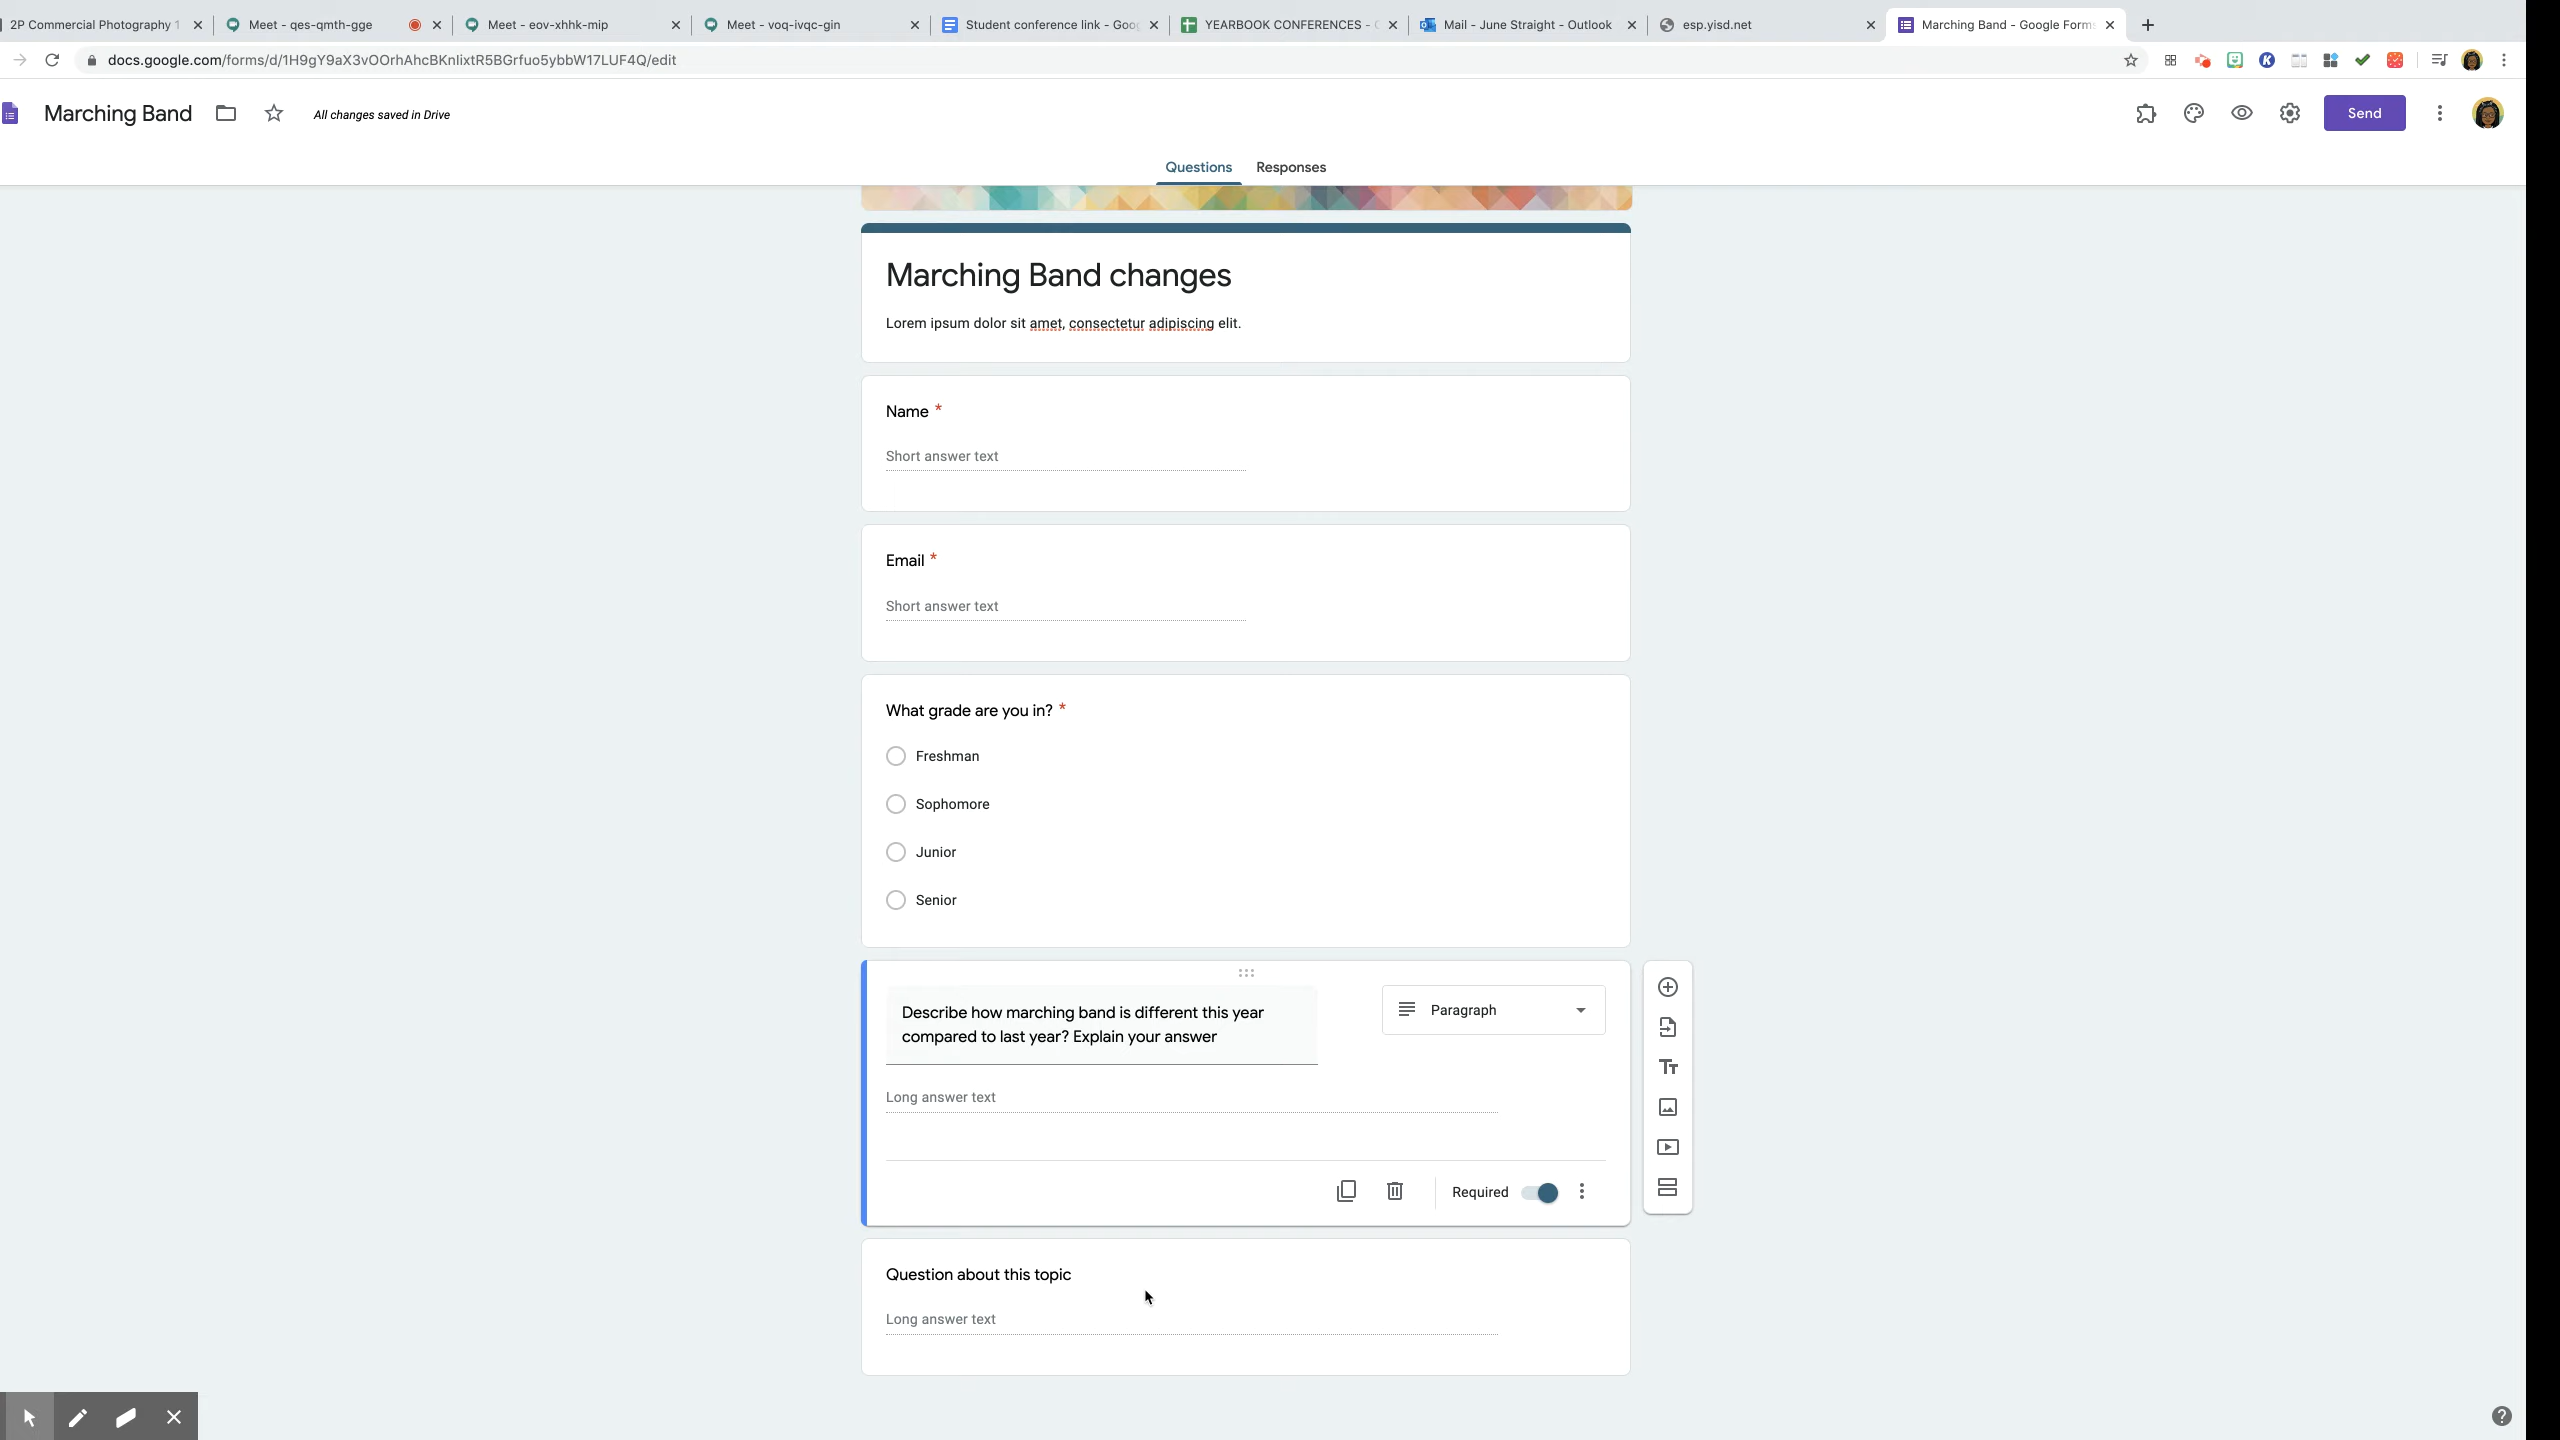 2P Commercial Photography 1
Meet - qes-qmth-gge
Meet - eov-xhhk-mip
Meet - voq-ivqc-gin
Student conference link - Goo
YEARBOOK CONFERENCES -
Mail - June Straight - Outlook
esp.yisd.net
Marching Band - Google Forms
docs.google.com/forms/d/1H9gY9aX3vOOrhAhcBKnlixtR5BGrfuo5ybbW17LUF4Q/edit
Marching Band
All changes saved in Drive
Send
Questions
Responses
Marching Band changes
Lorem ipsum dolor sit amet, consectetur adipiscing elit.
Name *
Short answer text
Email *
Short answer text
What grade are you in? *
Freshman
Sophomore
Junior
Senior
Describe how marching band is different this year
compared to last year? Explain your answer
Paragraph
Long answer text
Required
Question about this topic
Long answer text